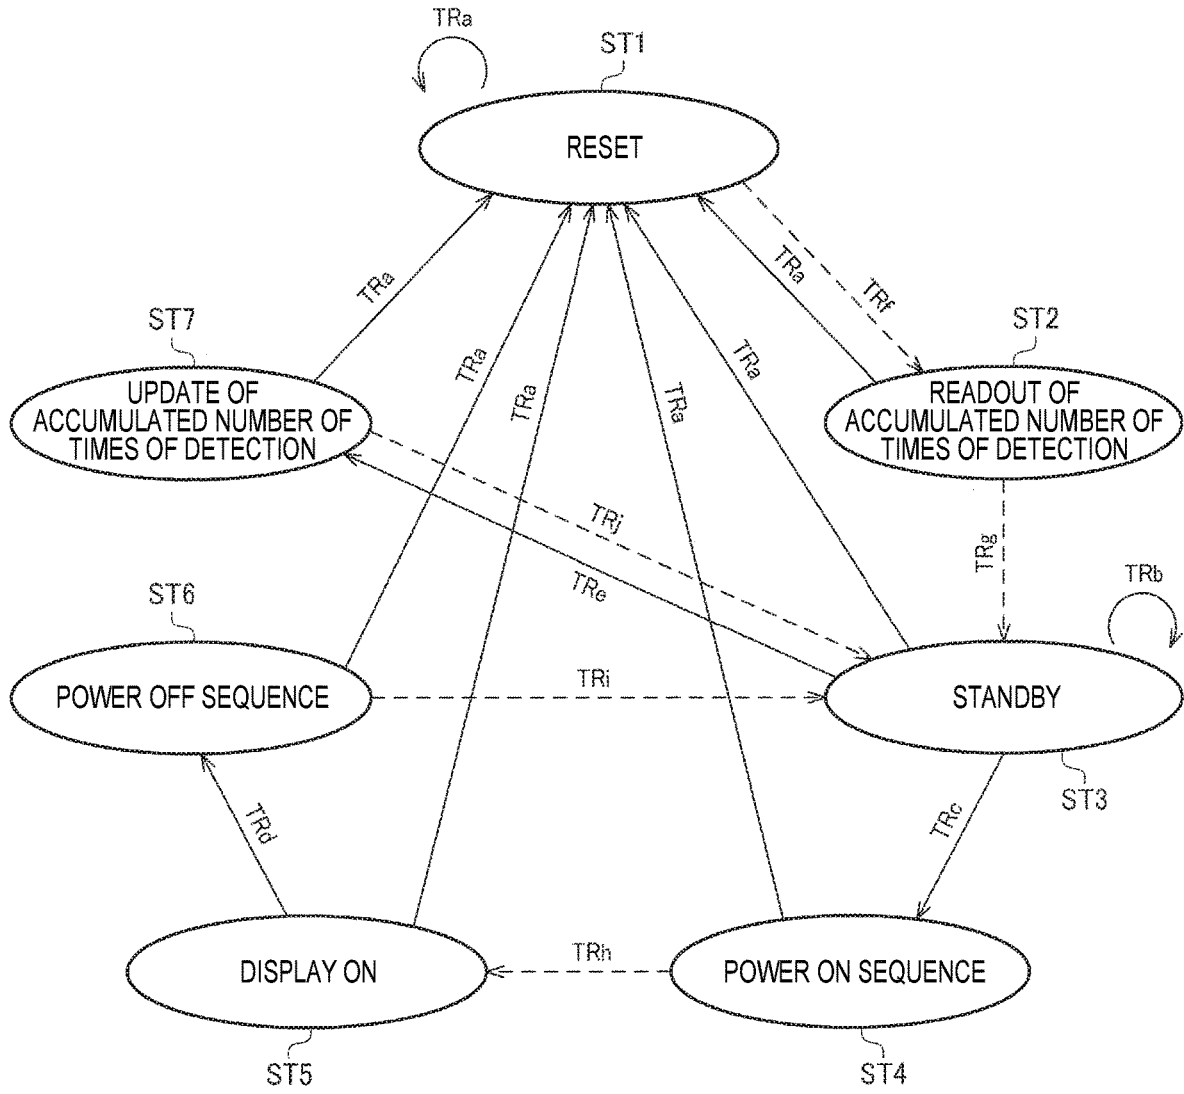 TRa
ST1
RESET
TRa
TRa
TRf
ST7
ST2
UPDATE OF
ACCUMULATED NUMBER OF
TIMES OF DETECTION
TRa
TRa
TRa
TRa
READOUT OF
ACCUMULATED NUMBER OF
TIMES OF DETECTION
TRj
TRe
TRg
TRb
ST6
POWER OFF SEQUENCE
TRi
STANDBY
ST3
TRd
TRc
DISPLAY ON
TRh
POWER ON SEQUENCE
ST5
ST4